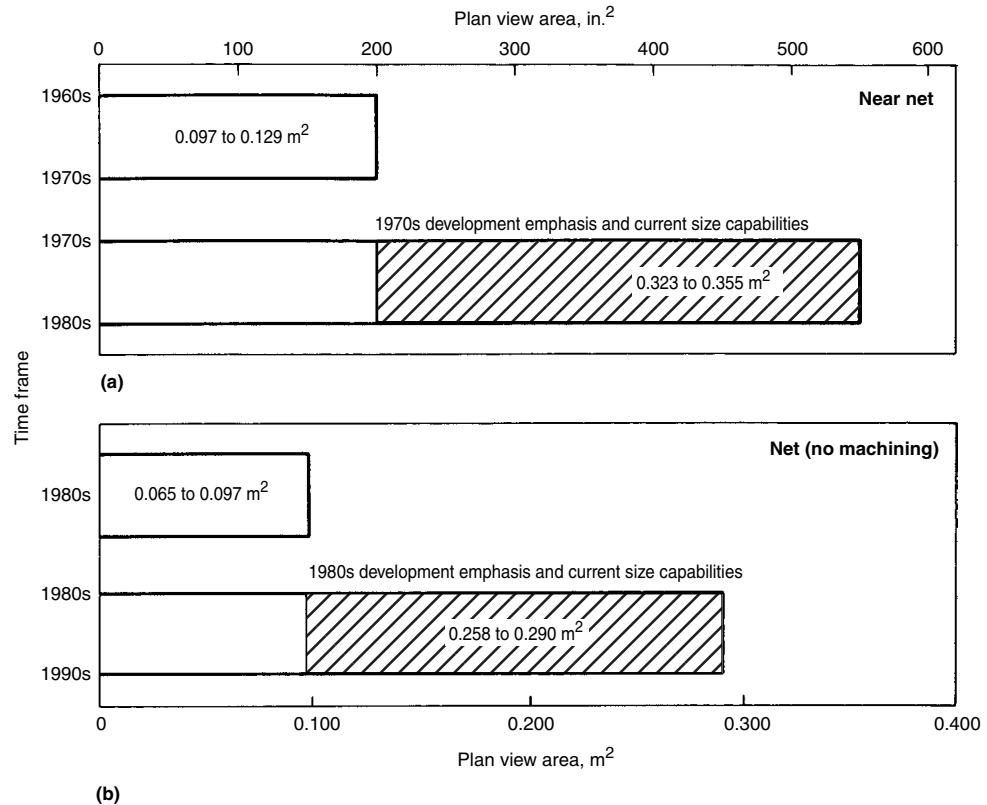 Plan view area, in.²
0 100 200 300 400 500 600
1960s
Near net
0.097 to 0.129 m²
1970s
1970s development emphasis and current size capabilities
1970s
0.323 to 0.355 m²
1980s
(a)
Time frame
Net (no machining)
1980s
0.065 to 0.097 m²
1980s development emphasis and current size capabilities
1980s
0.258 to 0.290 m²
1990s
0 0.100 0.200 0.300 0.400
Plan view area, m²
(b)